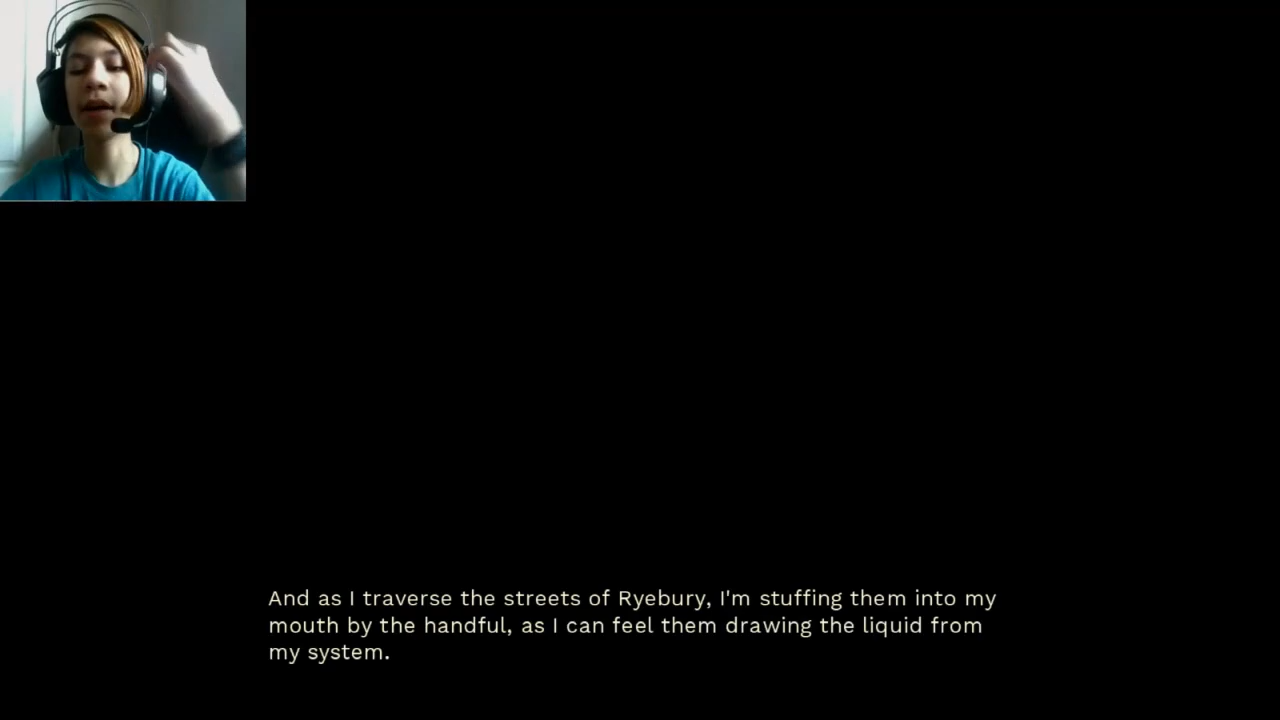 And as I traverse the streets of Ryebury, I'm stuffing them into my
mouth by the handful, as I can feel them drawing the liquid from
my system.